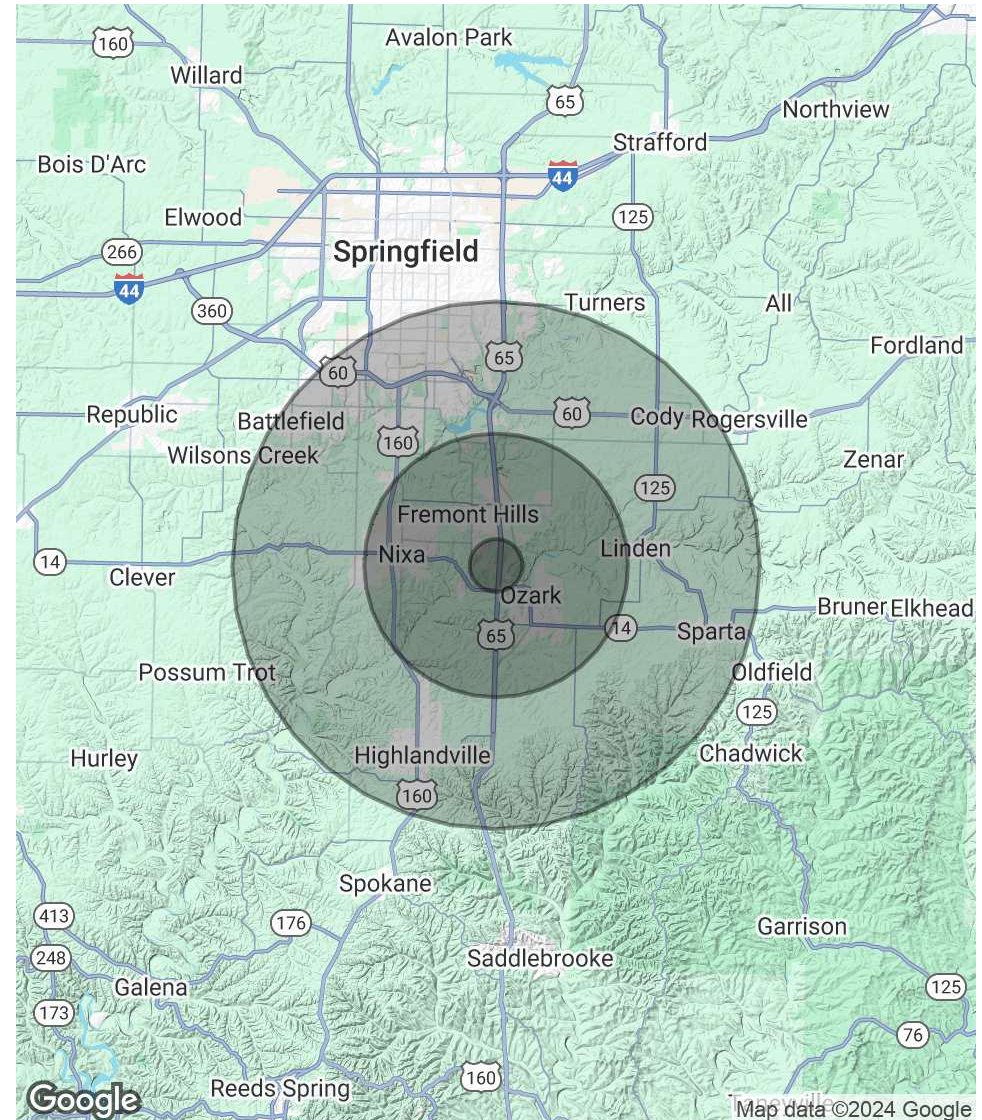 Avalon Park
160
Willard
65
Northview
Strafford
Bois D'Arc
44
Elwood
125
266
Springfield
44
Turners
All
360
Fordland
65
60
Republic
Battlefield
60
Cody
Rogersville
160
Wilsons Creek
Zenar
125
Fremont Hills
Nixa
Linden
14
Clever
Ozark
Bruner
Elkhead
65
14
Sparta
Possum Trot
Oldfield
125
Hurley
Highlandville
Chadwick
160
Spokane
413
176
Garrison
248
Saddlebrooke
Galena
125
173
76
160
Reeds Spring
Google
Taneyville
Map data ©2024 Google